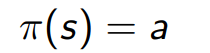 π(s) = a